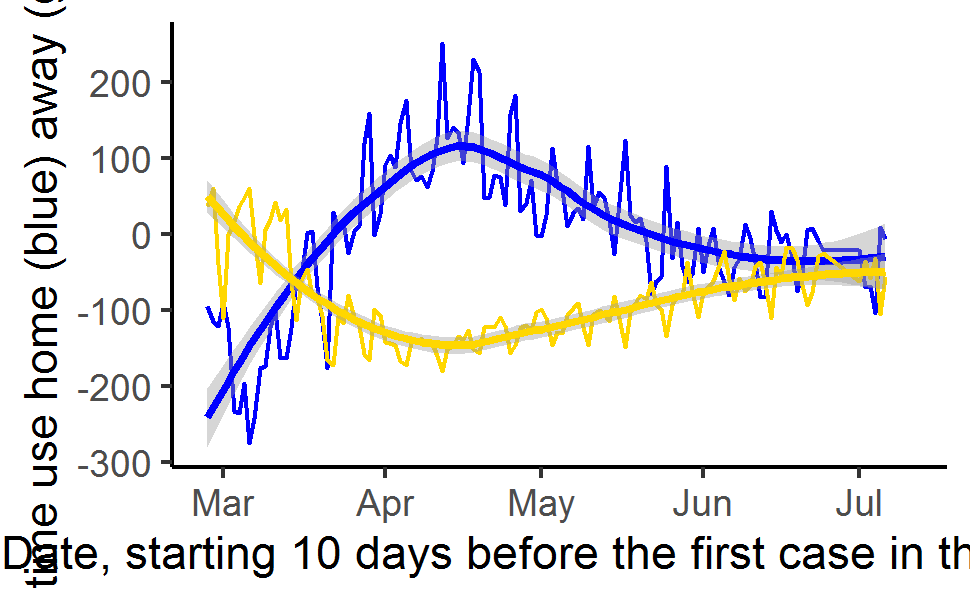 time use home (blue) away (
200
100
0
-100
-200
-300
Mar Apr May Jun Jul
Date, starting 10 days before the first case in th